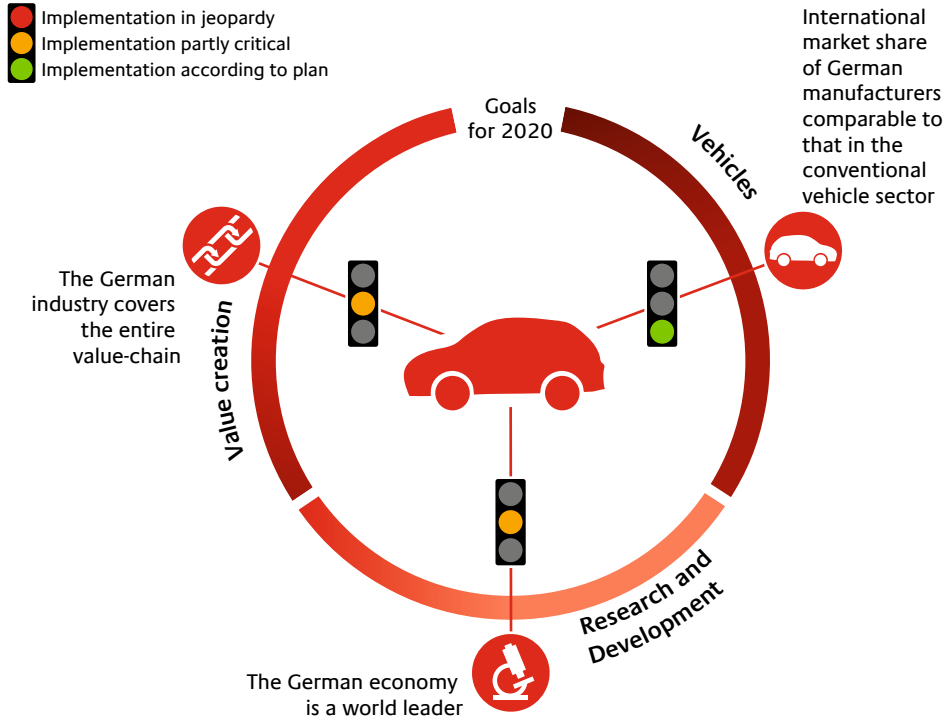 Implementation in jeopardy
Implementation partly critical
Implementation according to plan
Goals
for 2020
Vehicles
International
market share
of German
manufacturers
comparable to
that in the
conventional
vehicle sector
The German
industry covers
the entire
value-chain
Value creation
Research and
Development
The German economy
is a world leader